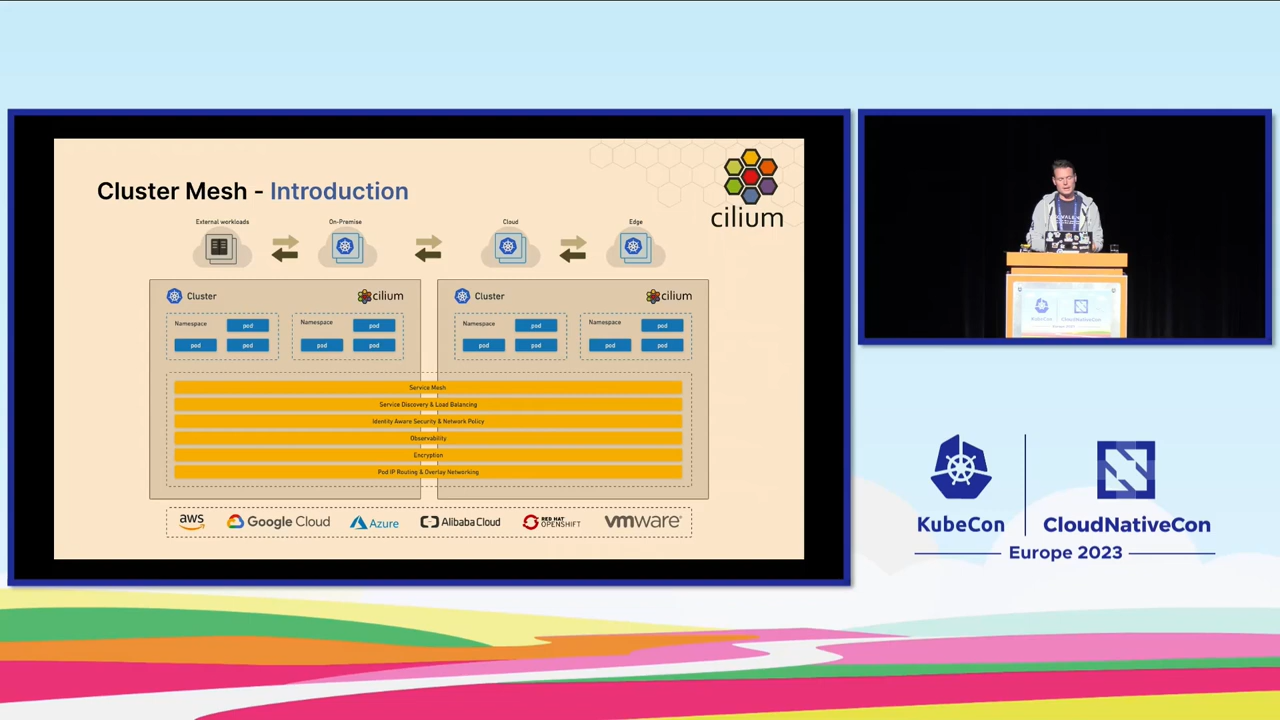 Cluster Mesh - Introduction
cilium
External workloads
On-Premise
Cloud
Edge
Cluster
cilium
Cluster
cilium
Namespace
pod
pod
pod
Namespace
pod
pod
pod
Namespace
pod
pod
pod
Namespace
pod
pod
pod
Service Mesh
Service Discovery & Load Balancing
Identity Aware Security & Network Policy
Observability
Encryption
Pod IP Routing & Overlay Networking
aws
Google Cloud
Azure
Alibaba Cloud
RED HAT
OPENSHIFT
vmware®
KubeCon
CloudNativeCon
Europe 2023